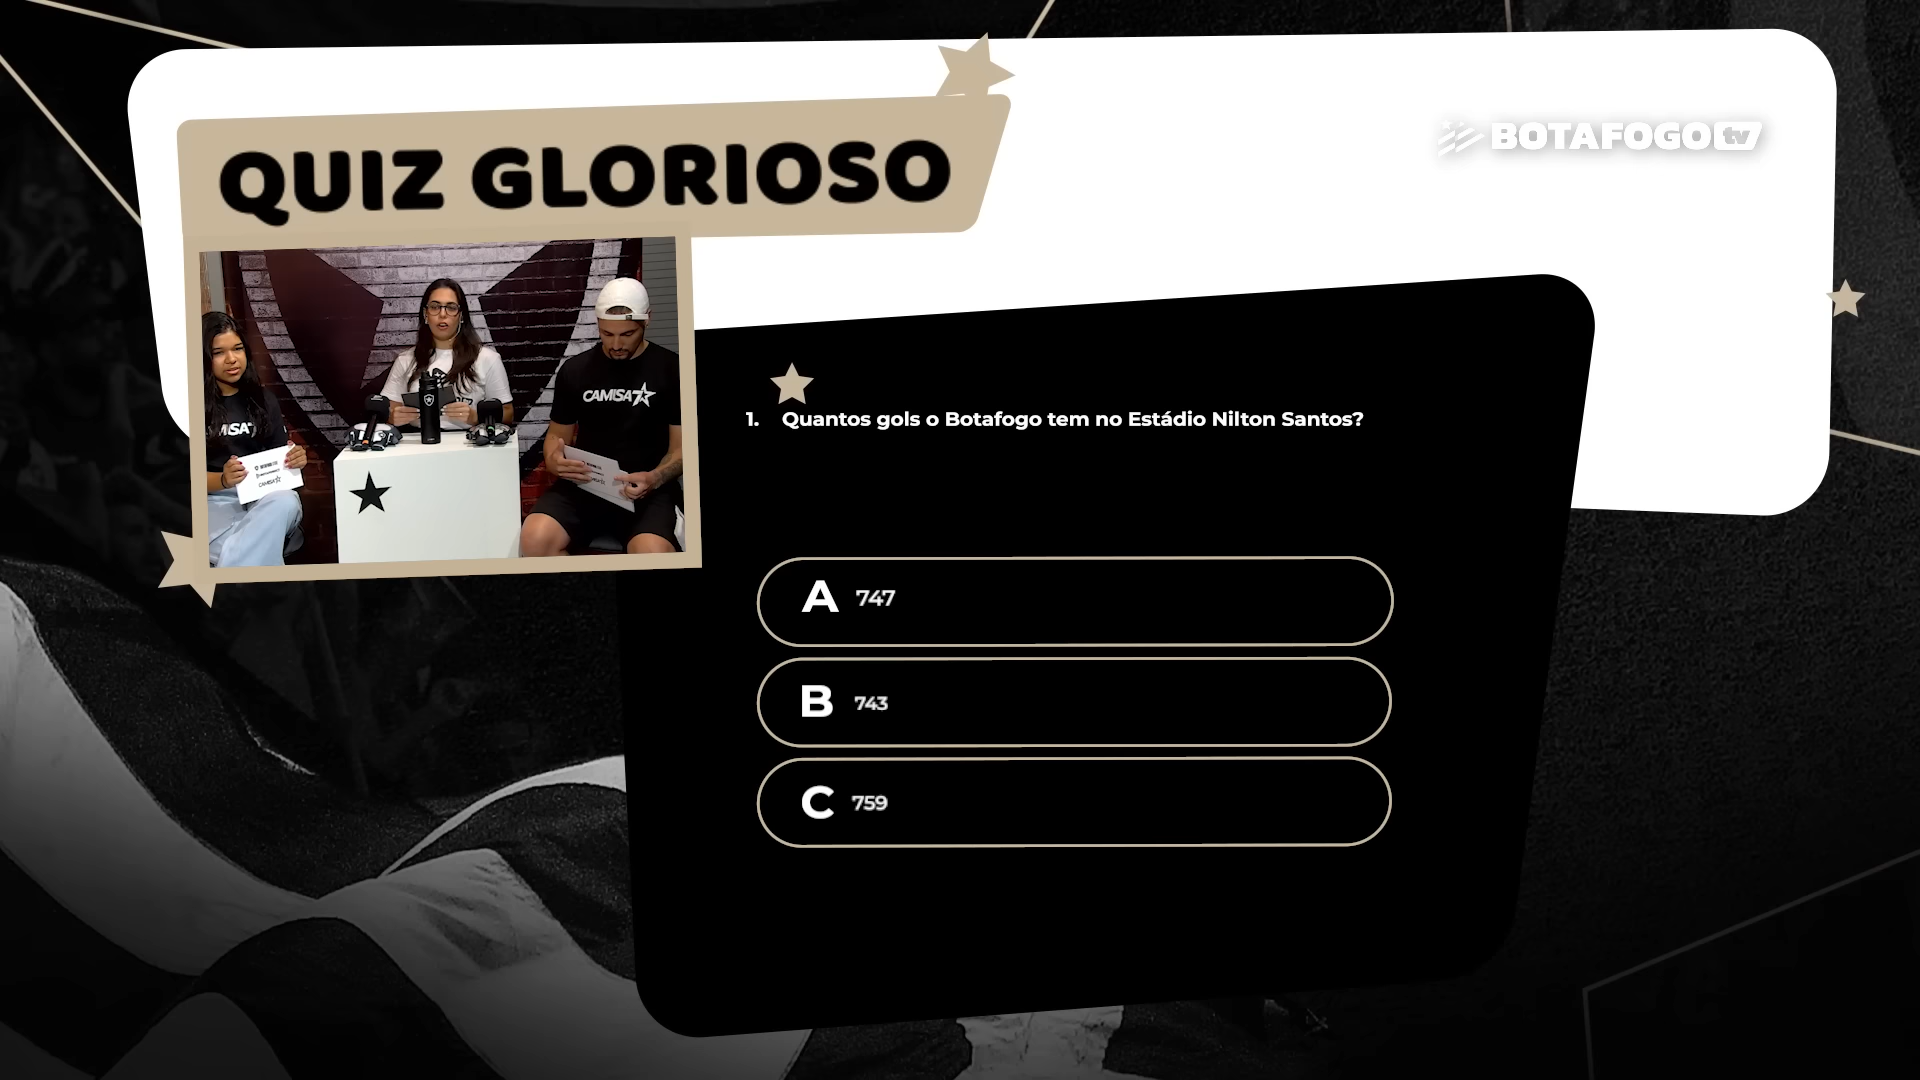 BOTAFOGO tv
QUIZ GLORIOSO
CAMISA 7
1. Quantos gols o Botafogo tem no Estádio Nilton Santos?
A 747
B 743
C 759